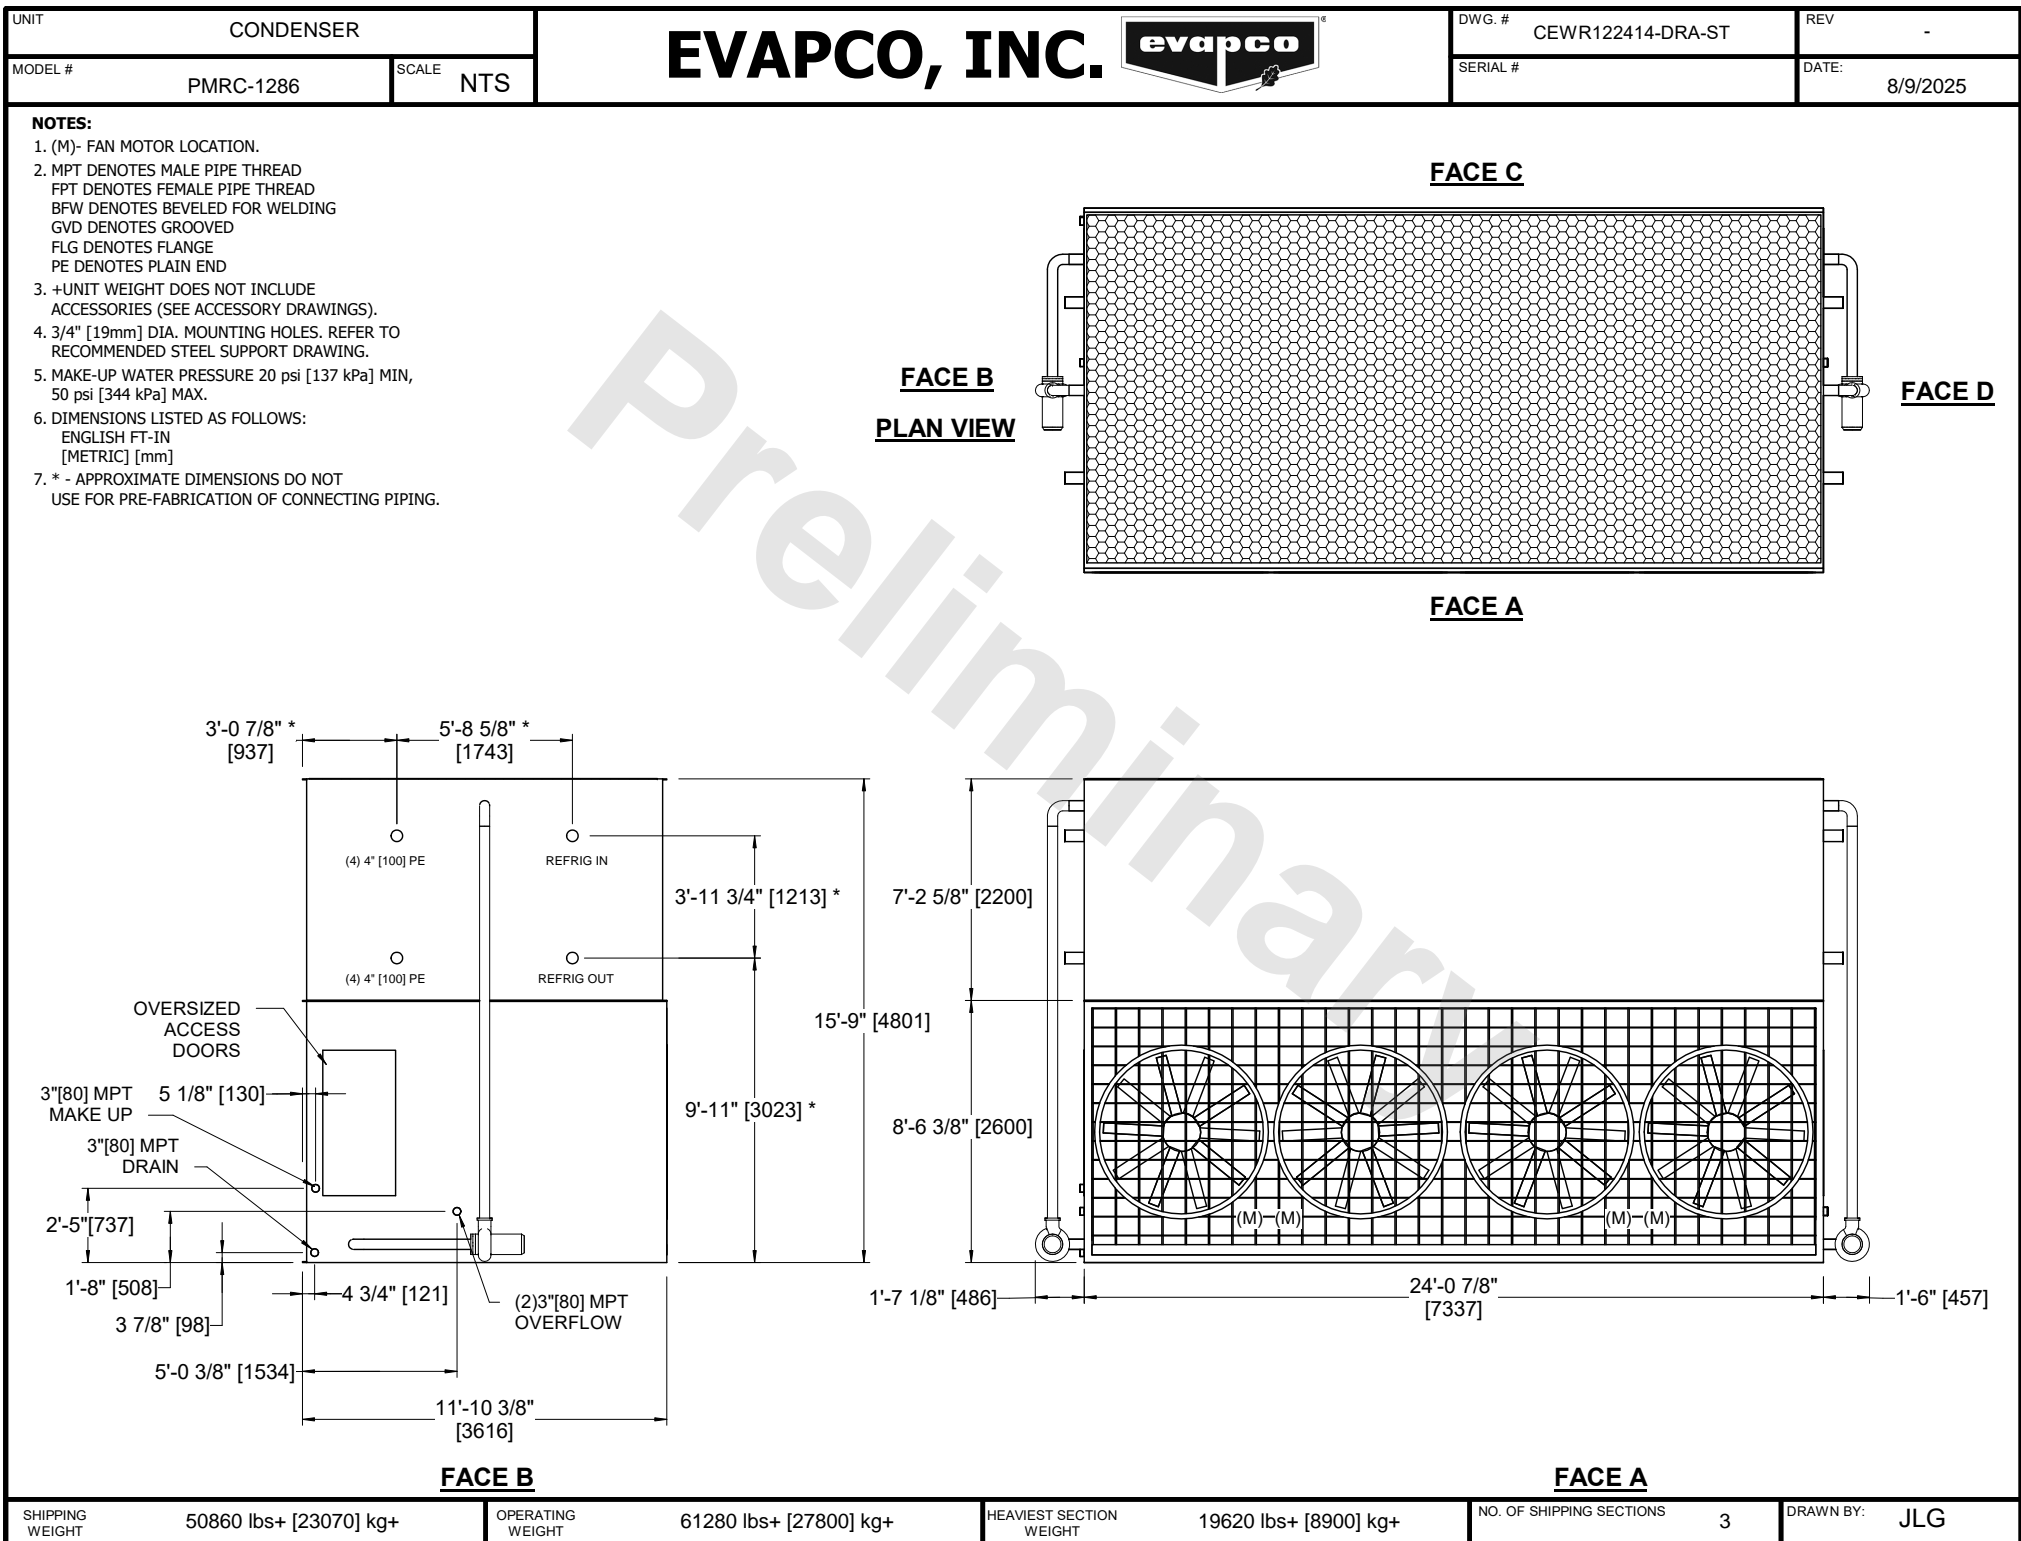 UNIT
CONDENSER
MODEL #
PMRC-1286
SCALE
NTS
EVAPCO, INC.
evapco
®
DWG. #
CEWR122414-DRA-ST
REV
-
SERIAL #
DATE:
8/9/2025
NOTES:
1. (M)- FAN MOTOR LOCATION.
2. MPT DENOTES MALE PIPE THREAD
FPT DENOTES FEMALE PIPE THREAD
BFW DENOTES BEVELED FOR WELDING
GVD DENOTES GROOVED
FLG DENOTES FLANGE
PE DENOTES PLAIN END
3. +UNIT WEIGHT DOES NOT INCLUDE
ACCESSORIES (SEE ACCESSORY DRAWINGS).
4. 3/4" [19mm] DIA. MOUNTING HOLES. REFER TO
RECOMMENDED STEEL SUPPORT DRAWING.
5. MAKE-UP WATER PRESSURE 20 psi [137 kPa] MIN,
50 psi [344 kPa] MAX.
6. DIMENSIONS LISTED AS FOLLOWS:
ENGLISH FT-IN
[METRIC] [mm]
7. * - APPROXIMATE DIMENSIONS DO NOT
USE FOR PRE-FABRICATION OF CONNECTING PIPING.
FACE C
FACE B
PLAN VIEW
FACE D
FACE A
Preliminary
3'-0 7/8" *
[937]
5'-8 5/8" *
[1743]
(4) 4" [100] PE
REFRIG IN
3'-11 3/4" [1213] *
(4) 4" [100] PE
REFRIG OUT
OVERSIZED
ACCESS
DOORS
15'-9" [4801]
3"[80] MPT
MAKE UP
5 1/8" [130]
9'-11" [3023] *
3"[80] MPT
DRAIN
2'-5"[737]
1'-8" [508]
4 3/4" [121]
3 7/8" [98]
(2)3"[80] MPT
OVERFLOW
5'-0 3/8" [1534]
11'-10 3/8"
[3616]
FACE B
7'-2 5/8" [2200]
8'-6 3/8" [2600]
(M) (M)
(M) (M)
1'-7 1/8" [486]
24'-0 7/8"
[7337]
1'-6" [457]
FACE A
SHIPPING
WEIGHT
50860 lbs+ [23070] kg+
OPERATING
WEIGHT
61280 lbs+ [27800] kg+
HEAVIEST SECTION
WEIGHT
19620 lbs+ [8900] kg+
NO. OF SHIPPING SECTIONS
3
DRAWN BY:
JLG